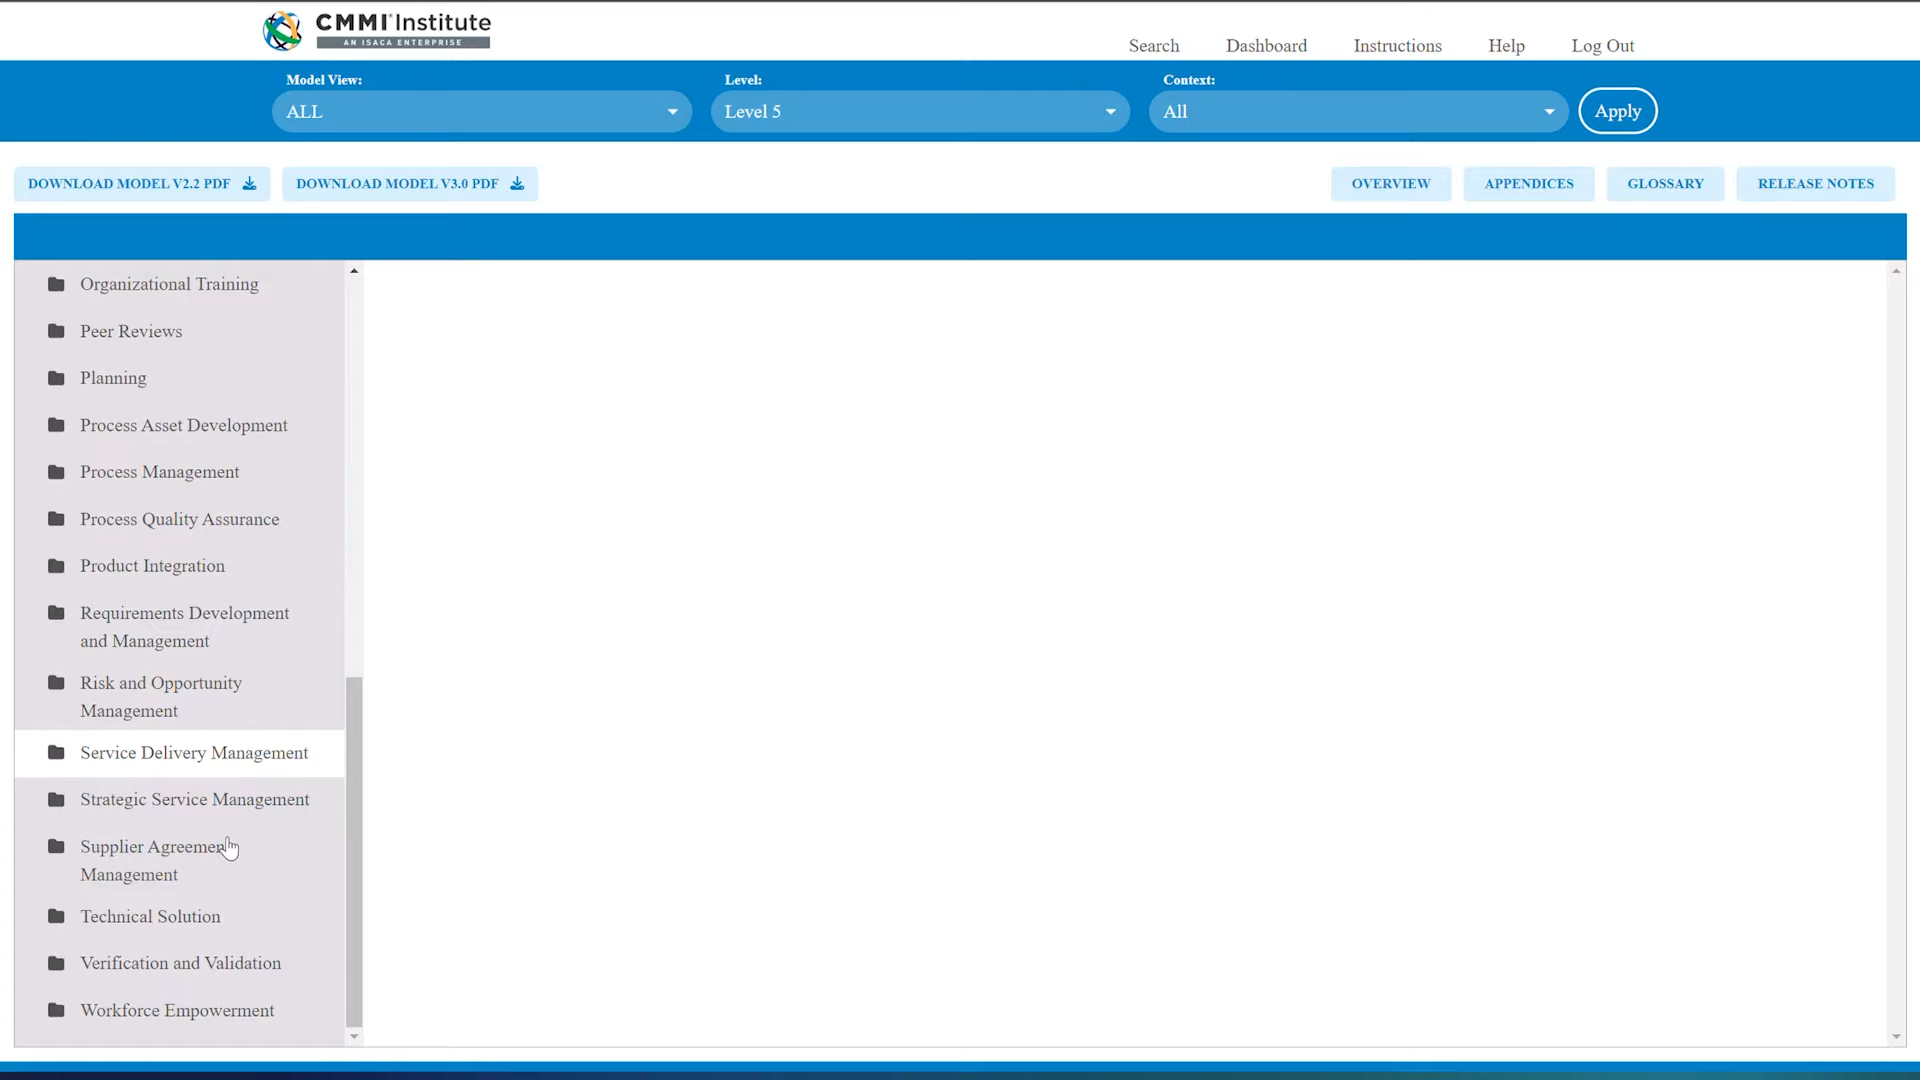 CMMI Institute
AN ISACA ENTERPRISE
Search Dashboard Instructions Help Log Out
Model View: Level: Context:
ALL Level 5 All Apply
DOWNLOAD MODEL V2.2 PDF DOWNLOAD MODEL V3.0 PDF OVERVIEW APPENDICES GLOSSARY RELEASE NOTES
Organizational Training
Peer Reviews
Planning
Process Asset Development
Process Management
Process Quality Assurance
Product Integration
Requirements Development
and Management
Risk and Opportunity
Management
Service Delivery Management
Strategic Service Management
Supplier Agreement
Management
Technical Solution
Verification and Validation
Workforce Empowerment